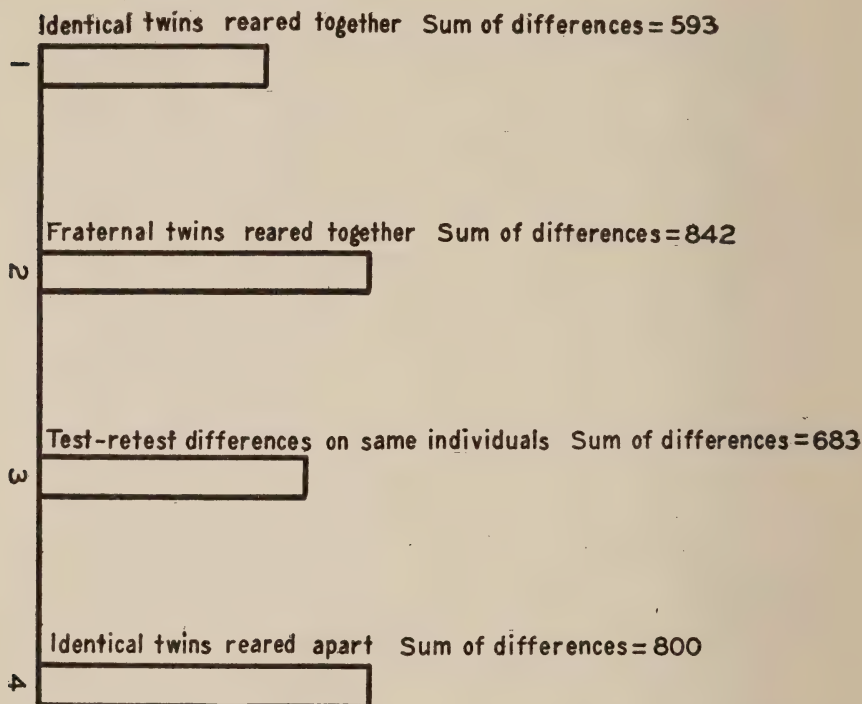 Identical twins reared together Sum of differences = 593
1
Fraternal twins reared together Sum of differences = 842
2
Test-retest differences on same individuals Sum of differences = 683
3
Identical twins reared apart Sum of differences = 800
4